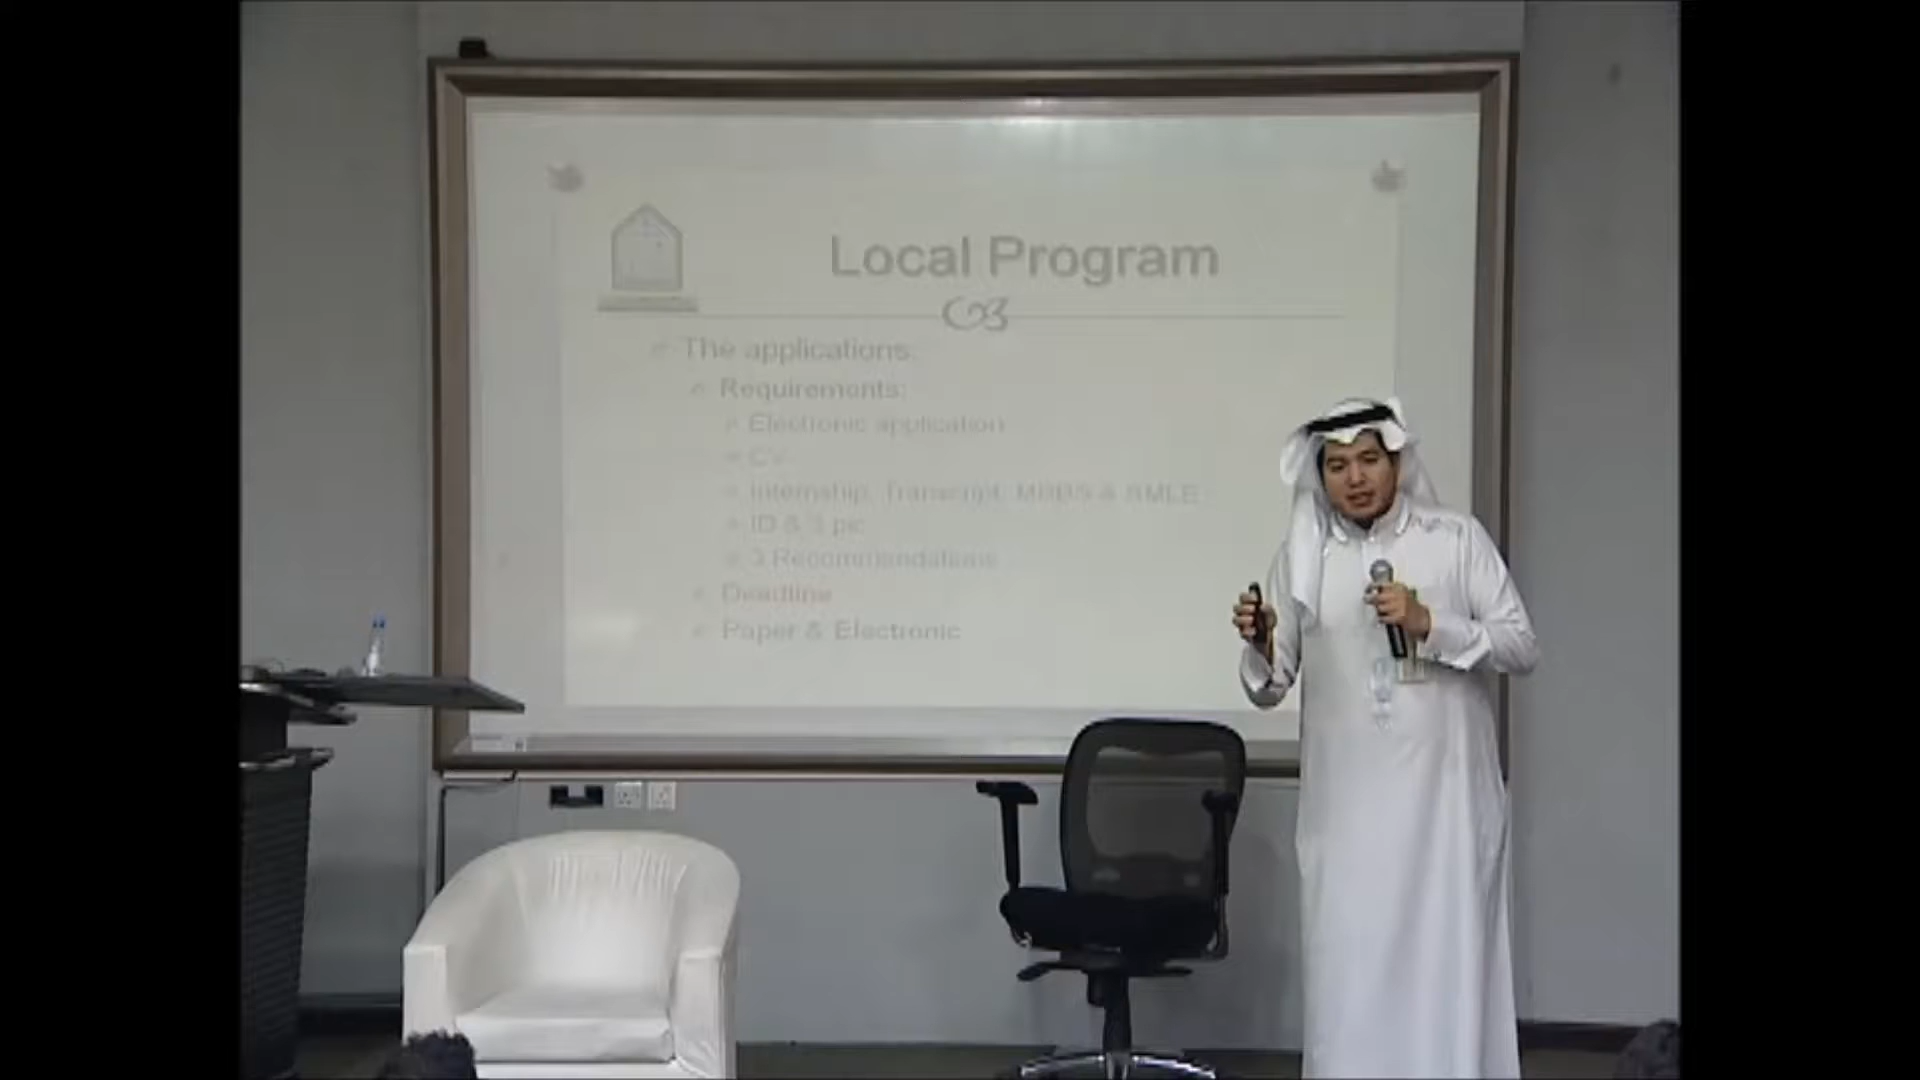 Local Program
The applications:
Requirements:
Electronic application
CV
Internship, Transcript, MBBS & SMLE
ID & 3 pic
3 Recommendations
Deadline
Paper & Electronic